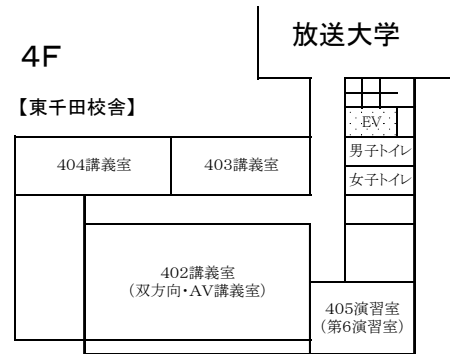 放送大学
4F
【東千田校舎】
EV
男子トイレ
404講義室
403講義室
女子トイレ
402講義室
（双方向・AV講義室）
405演習室
（第6演習室）